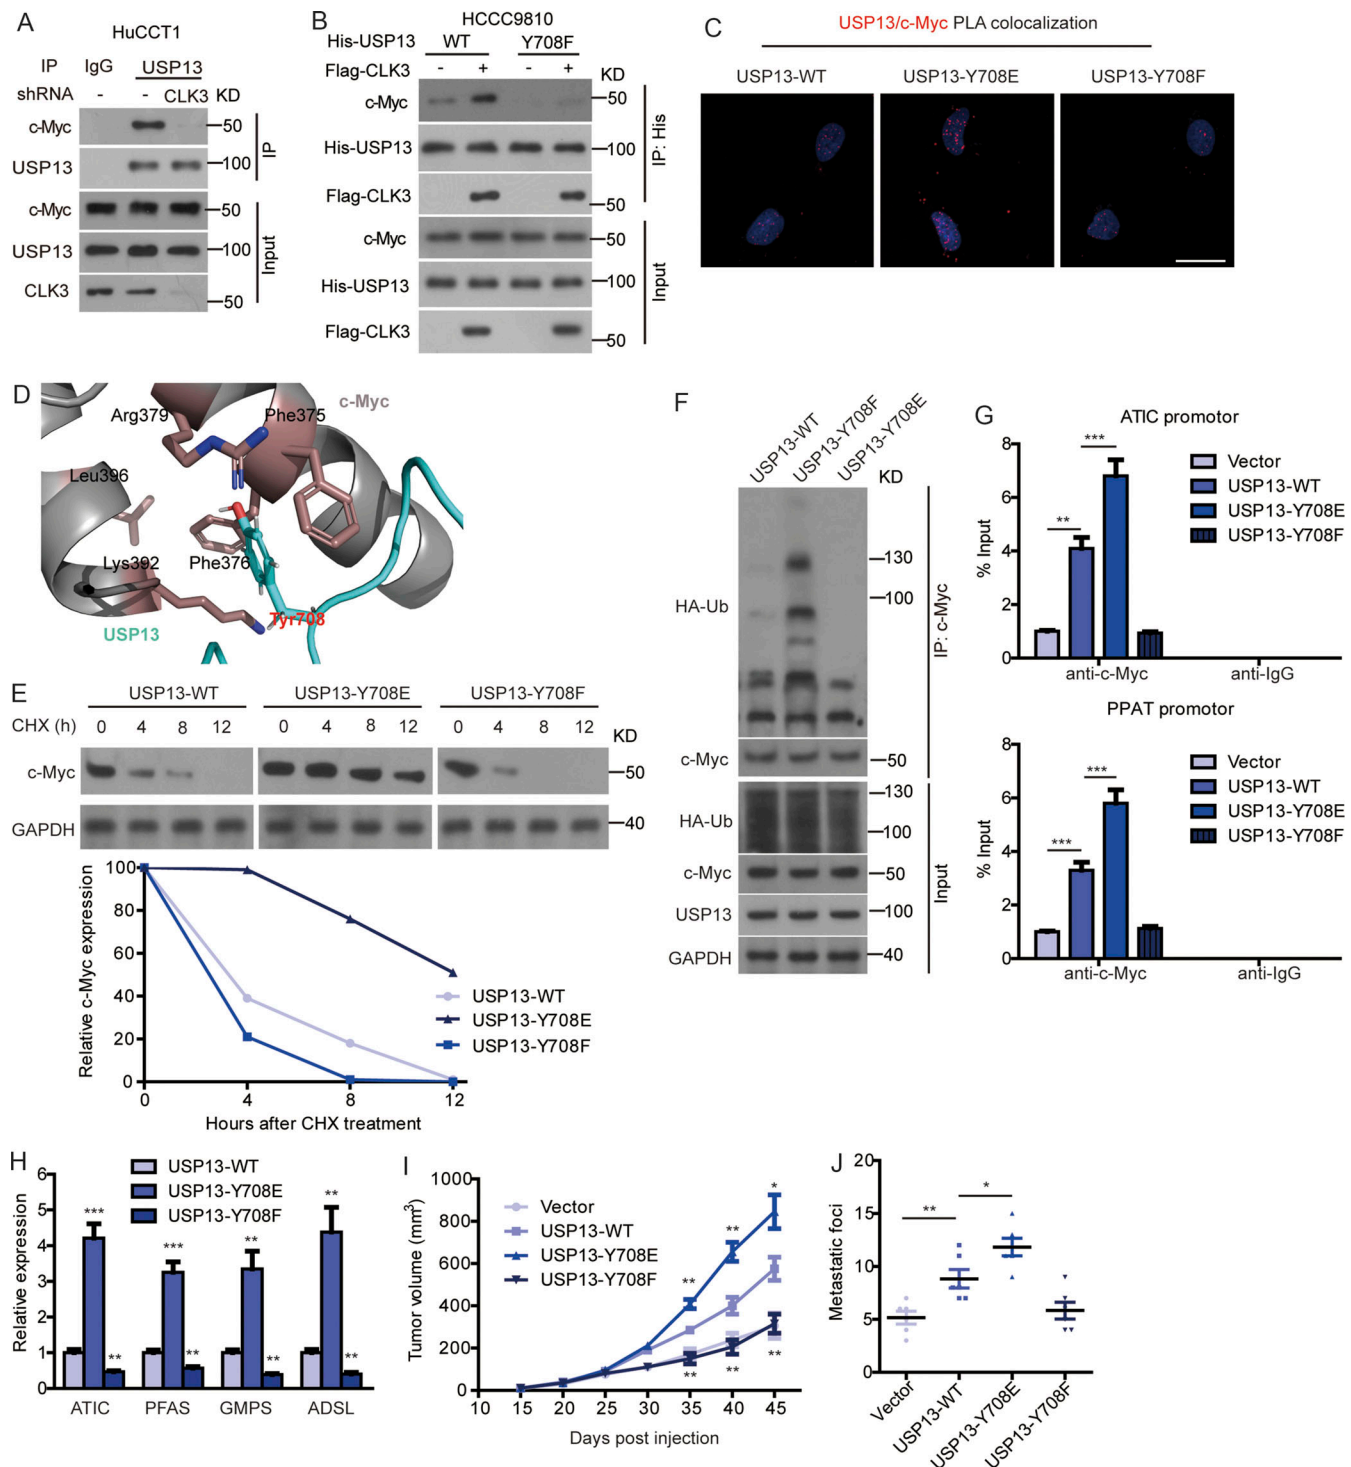 A
HuCCT1
IP IgG USP13
shRNA - - CLK3 KD
c-Myc 50
USP13 100
IP
c-Myc 50
USP13 100
CLK3 50
Input
B
HCCC9810
His-USP13 WT Y708F
Flag-CLK3 - + - + KD
c-Myc 50
His-USP13 100
Flag-CLK3 50
IP: His
c-Myc 50
His-USP13 100
Flag-CLK3 50
Input
C
USP13/c-Myc PLA colocalization
USP13-WT USP13-Y708E USP13-Y708F
D
Arg379 Phe375 c-Myc
Leu396
Lys392 Phe376
USP13 Tyr708
E
USP13-WT USP13-Y708E USP13-Y708F
CHX (h) 0 4 8 12 0 4 8 12 0 4 8 12 KD
c-Myc 50
GAPDH 40
Relative c-Myc expression
100
80
60
40
20
0
0 4 8 12
Hours after CHX treatment
USP13-WT
USP13-Y708E
USP13-Y708F
F
USP13-WT
USP13-Y708F
USP13-Y708E
KD
HA-Ub 130
100
c-Myc 50
IP: c-Myc
HA-Ub 130
100
c-Myc 50
USP13 100
GAPDH 40
Input
G
ATIC promotor
% Input
8
6
4
2
0
** ***
Vector
USP13-WT
USP13-Y708E
USP13-Y708F
anti-c-Myc anti-IgG
PPAT promotor
% Input
8
6
4
2
0
*** ***
Vector
USP13-WT
USP13-Y708E
USP13-Y708F
anti-c-Myc anti-IgG
H
Relative expression
6
5
4
3
2
1
0
USP13-WT
USP13-Y708E
USP13-Y708F
*** *** ** **
** ** ** **
ATIC PFAS GMPS ADSL
I
Tumor volume (mm³)
1000
800
600
400
200
0
Vector
USP13-WT
USP13-Y708E
USP13-Y708F
** ** *
** ** **
10 15 20 25 30 35 40 45
Days post injection
J
Metastatic foci
20
15
10
5
0
** *
Vector
USP13-WT
USP13-Y708E
USP13-Y708F